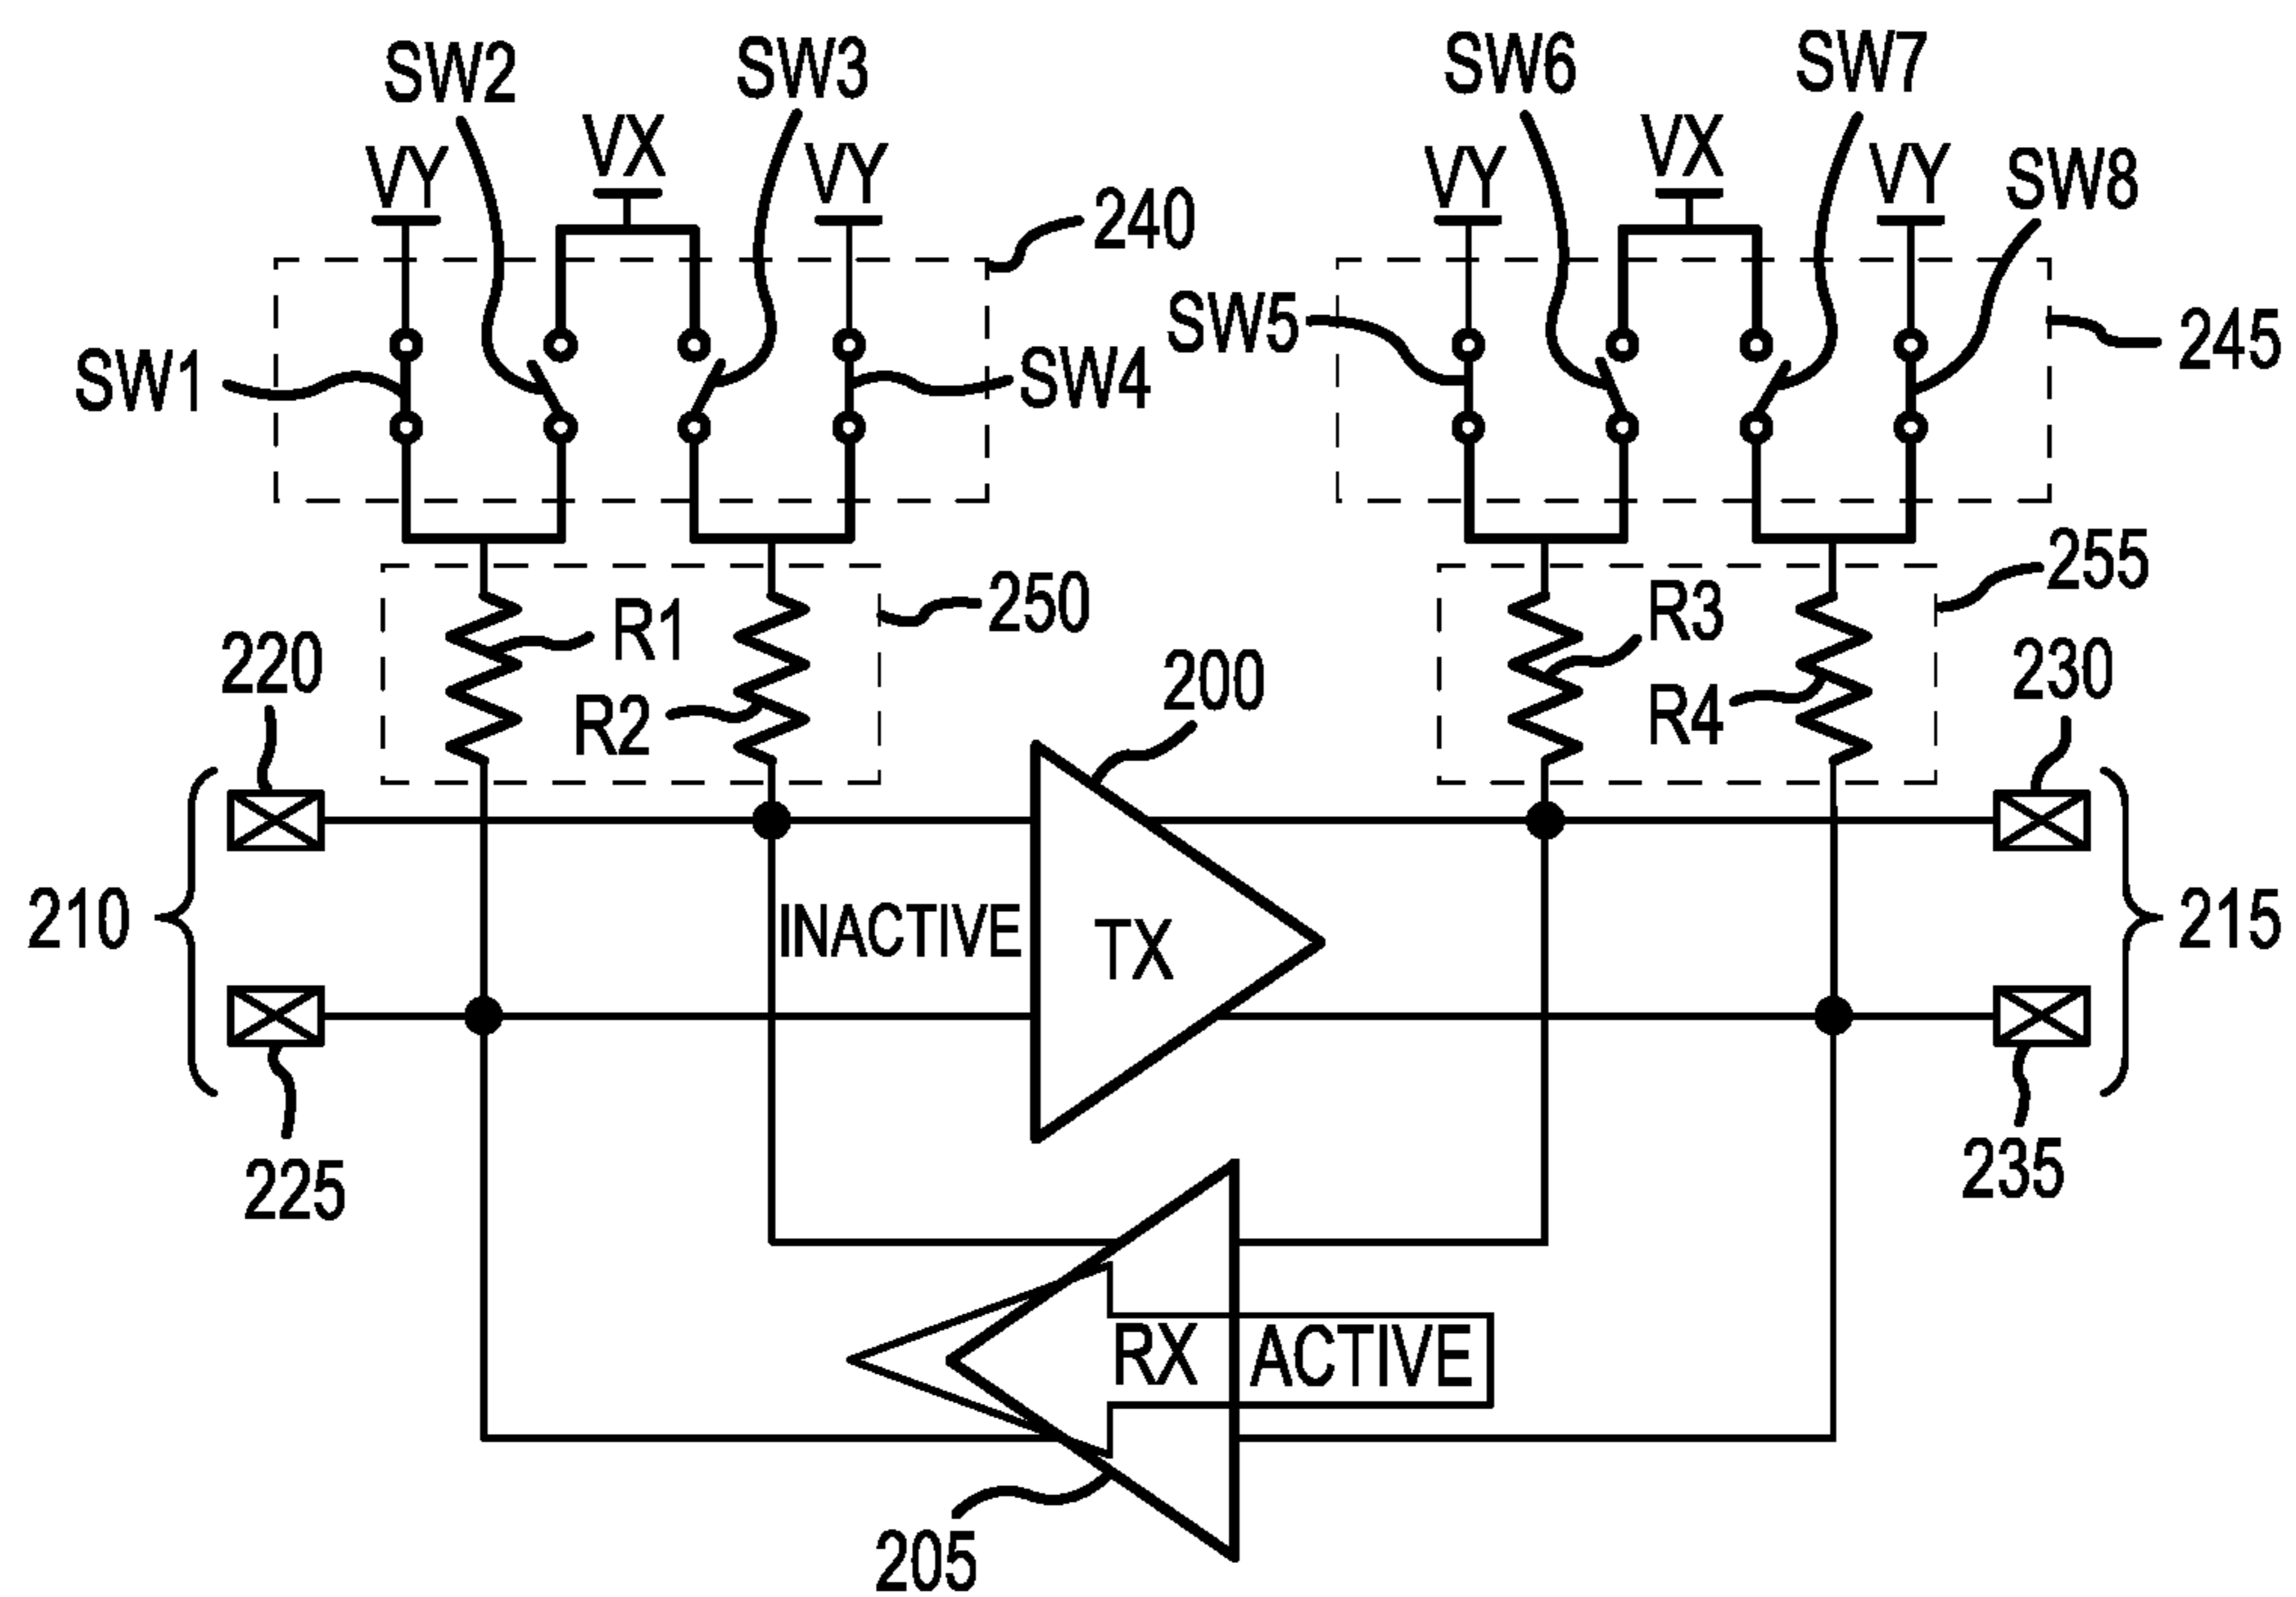 SW2
SW3
SW6
SW7
VY
VX
VY
VY
VX
VY
SW8
240
SW1
SW4
SW5
245
250
R1
R2
255
R3
R4
220
200
230
210
INACTIVE
TX
215
225
235
RX
ACTIVE
205